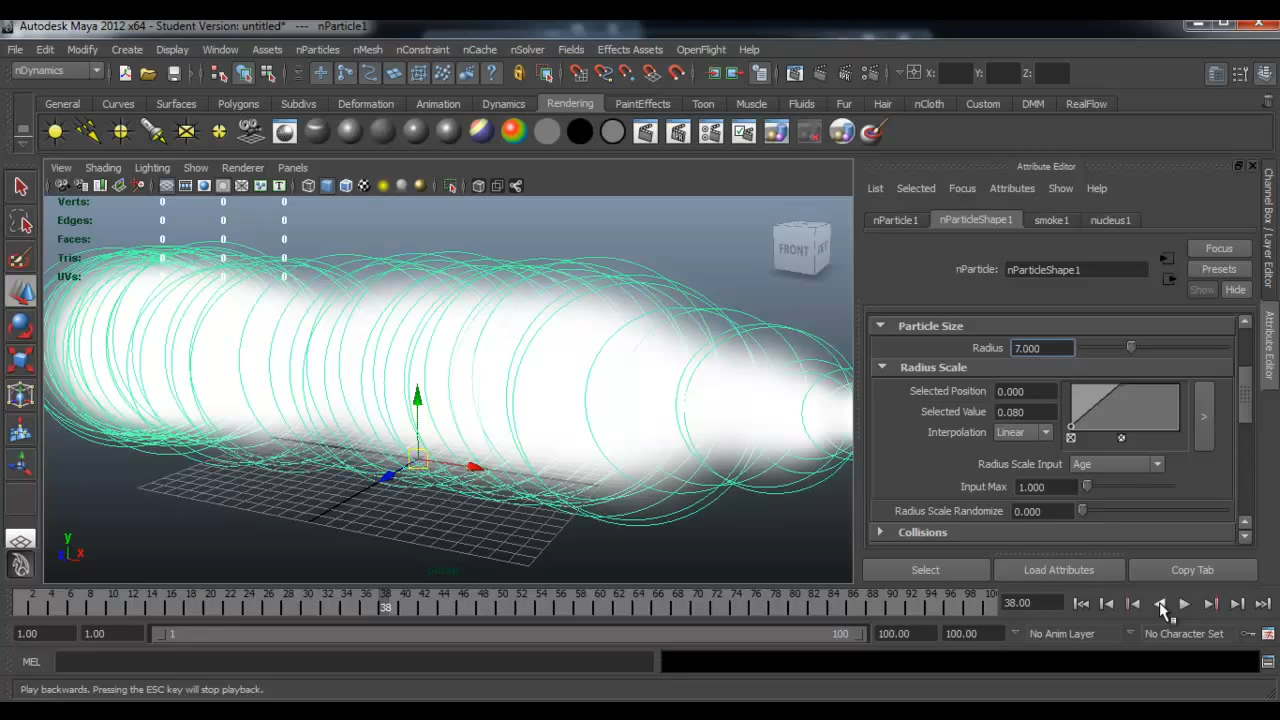 Autodesk Maya 2012 x64 - Student Version: untitled* --- nParticle1
File Edit Modify Create Display Window Assets nParticles nMesh nConstraint nCache nSolver Fields Effects Assets OpenFlight Help
nDynamics X: Y: Z:
General Curves Surfaces Polygons Subdivs Deformation Animation Dynamics Rendering PaintEffects Toon Muscle Fluids Fur Hair nCloth Custom DMM RealFlow
View Shading Lighting Show Renderer Panels
Verts: 0 0 0
Edges: 0 0 0
Faces: 0 0 0
Tris: 0 0 0
UVs: 0 0 0
FRONT
y
x
persp
Attribute Editor
List Selected Focus Attributes Show Help
nParticle1 nParticleShape1 smoke1 nucleus1
nParticle: nParticleShape1
Focus
Presets
Show Hide
Particle Size
Radius 7.000
Radius Scale
Selected Position 0.000
Selected Value 0.080
Interpolation Linear
>
Radius Scale Input Age
Input Max 1.000
Radius Scale Randomize 0.000
Collisions
Select Load Attributes Copy Tab
Channel Box / Layer Editor
Attribute Editor
2 4 6 8 10 12 14 16 18 20 22 24 26 28 30 32 34 36 38 40 42 44 46 48 50 52 54 56 58 60 62 64 66 68 70 72 74 76 78 80 82 84 86 88 90 92 94 96 98 100
38
38.00
1.00 1.00 1 100 100.00 100.00 No Anim Layer No Character Set
MEL
Play backwards. Pressing the ESC key will stop playback.